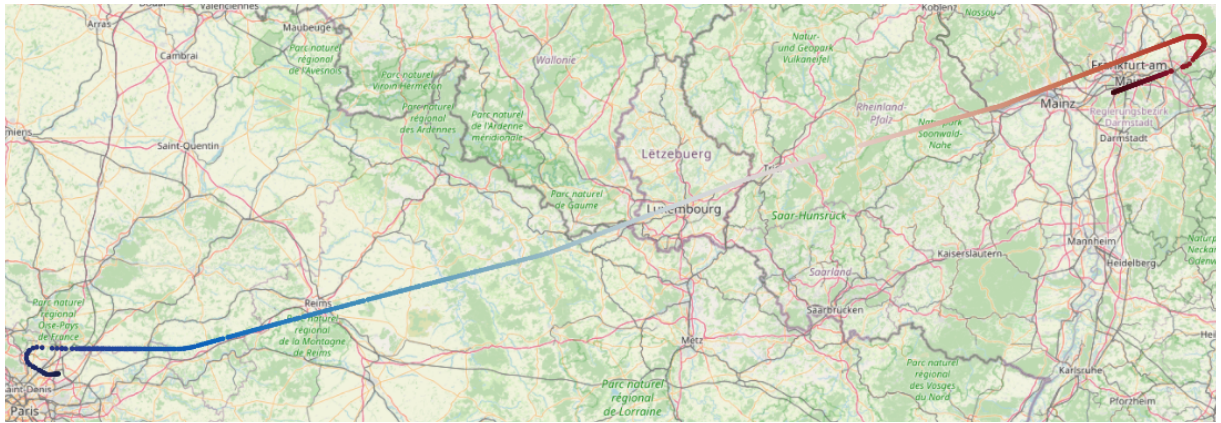 Arras
Valenciennes
Maubeuge
Cambrai
Parc naturel
régional
de l'Avesnois
Wallonie
Parc naturel
Viroin Hermeton
Parc naturel
régional
des Ardennes
Parc naturel
de l'Ardenne
méridionale
Natur-
und Geopark
Vulkaneifel
Koblenz
Nassau
Frankfurt am
Main
Mainz
Regierungsbezirk
Darmstadt
Darmstadt
Rheinland-
Pfalz
Naturpark
Soonwald-
Nahe
Saint-Quentin
Lëtzebuerg
Parc naturel
de Gaume
Luxembourg
Saar-Hunsrück
Mannheim
Heidelberg
Kaiserslautern
Saarland
Saarbrücken
Reims
Parc naturel
régional
de la Montagne
de Reims
Parc naturel
régional
Oise-Pays
de France
Metz
Parc naturel
régional
des Vosges
du Nord
Karlsruhe
Pforzheim
Parc naturel
régional
de Lorraine
Saint-Denis
Paris